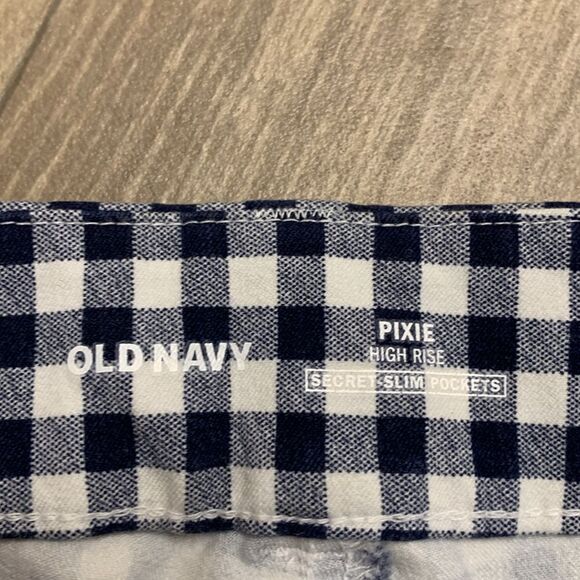 OLD NAVY
PIXIE
HIGH RISE
SECRET-SLIM POCKETS